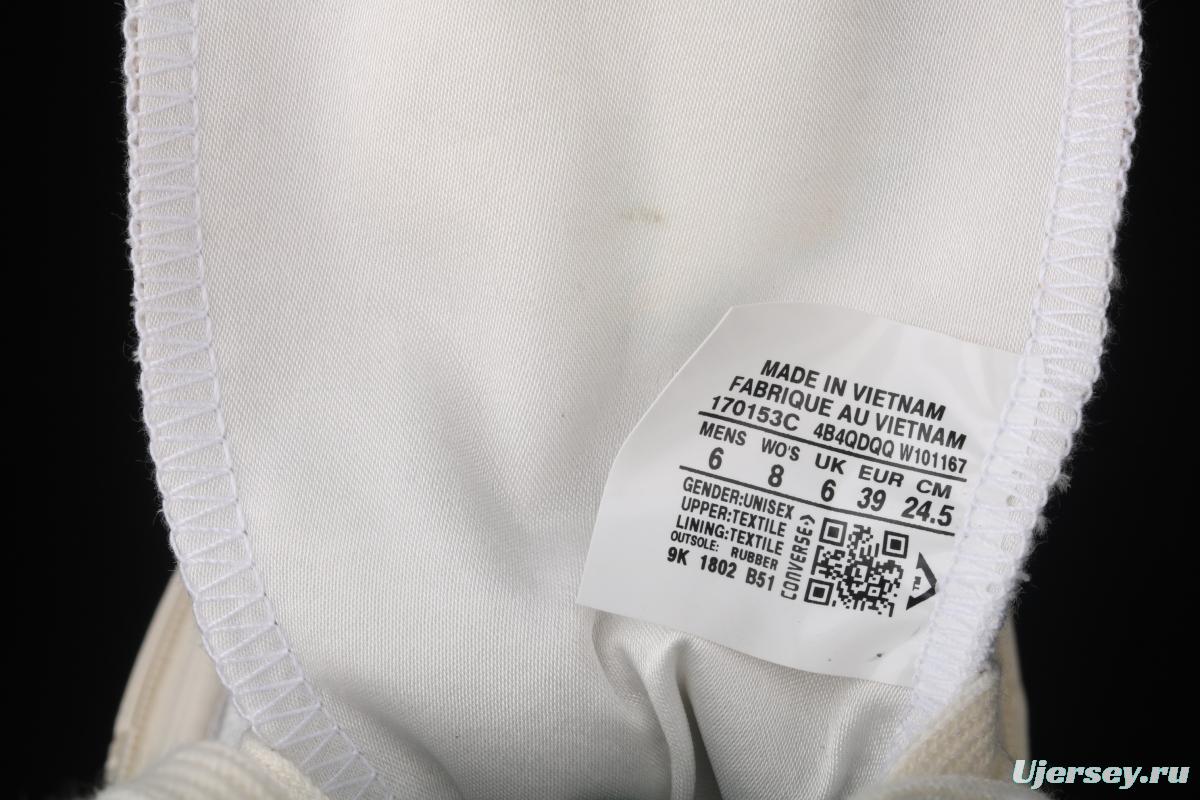 MADE IN VIETNAM
FABRIQUE AU VIETNAM
170153C 4B4QDQQ W101167
MENS WO'S UK EUR CM
6 8 6 39 24.5
GENDER:UNISEX
UPPER:TEXTILE
LINING:TEXTILE
OUTSOLE: RUBBER
9K 1802 B51
CONVERSE
TM
Ujersey.ru